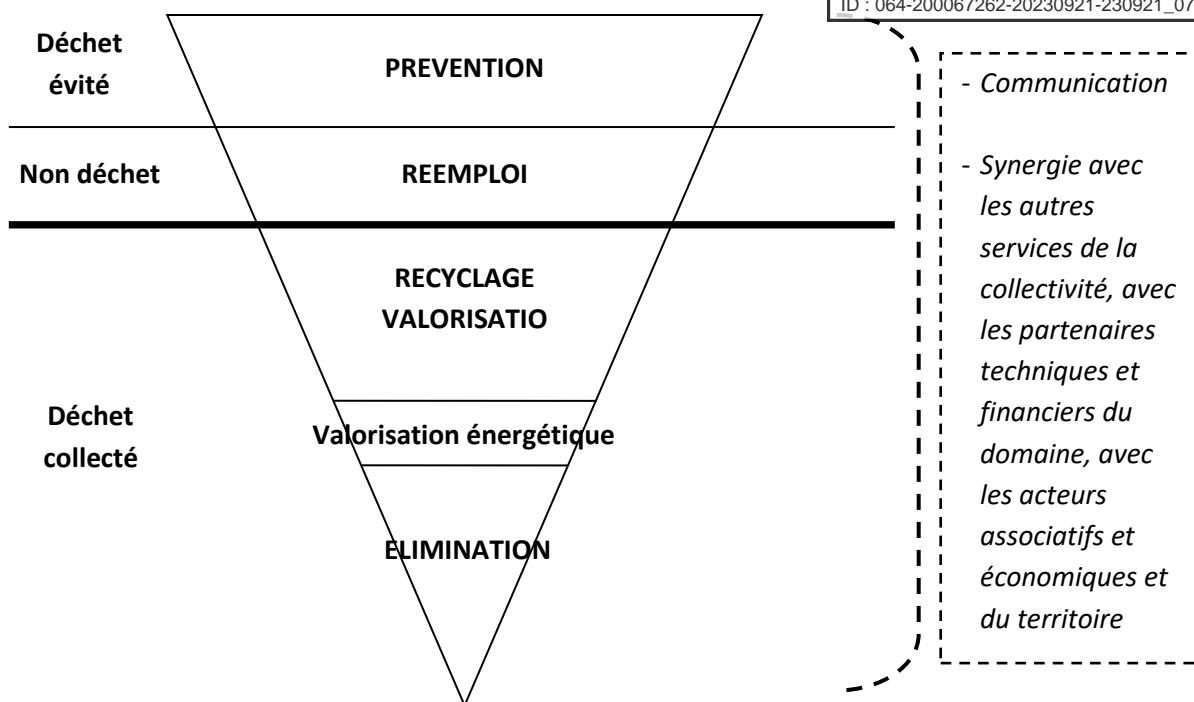 ID : 064-200067262-20230921-230921_07
Déchet
évité
PREVENTION
Non déchet
REEMPLOI
RECYCLAGE
VALORISATIO
Déchet
collecté
Valorisation énergétique
ELIMINATION
- Communication
- Synergie avec
les autres
services de la
collectivité, avec
les partenaires
techniques et
financiers du
domaine, avec
les acteurs
associatifs et
économiques et
du territoire